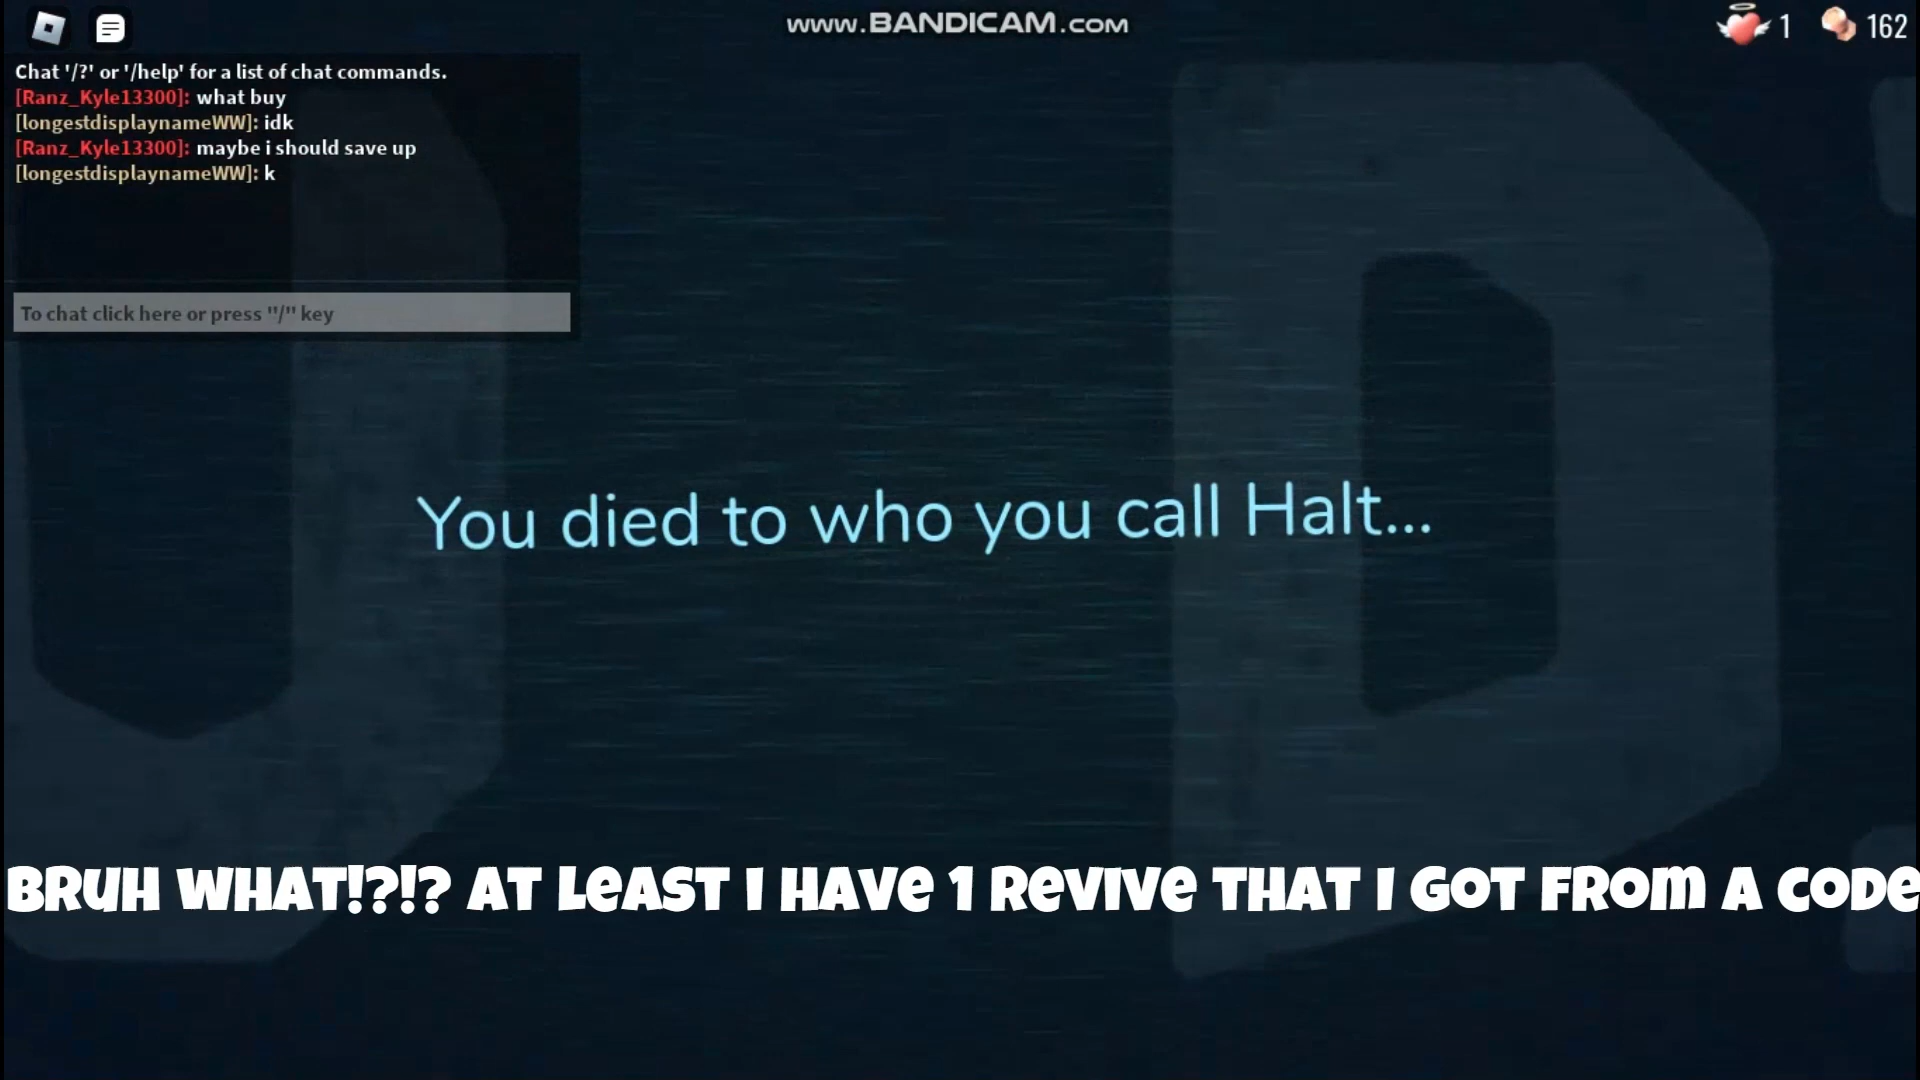 www.BANDICAM.com
1
162
Chat '/?' or '/help' for a list of chat commands.
[Ranz_Kyle13300]: what buy
[longestdisplaynameWW]: idk
[Ranz_Kyle13300]: maybe i should save up
[longestdisplaynameWW]: k
To chat click here or press "/" key
You died to who you call Halt...
BRUH WHAT!?!? AT LEAST I HAVE 1 REVIVE THAT I GOT FROM A CODE